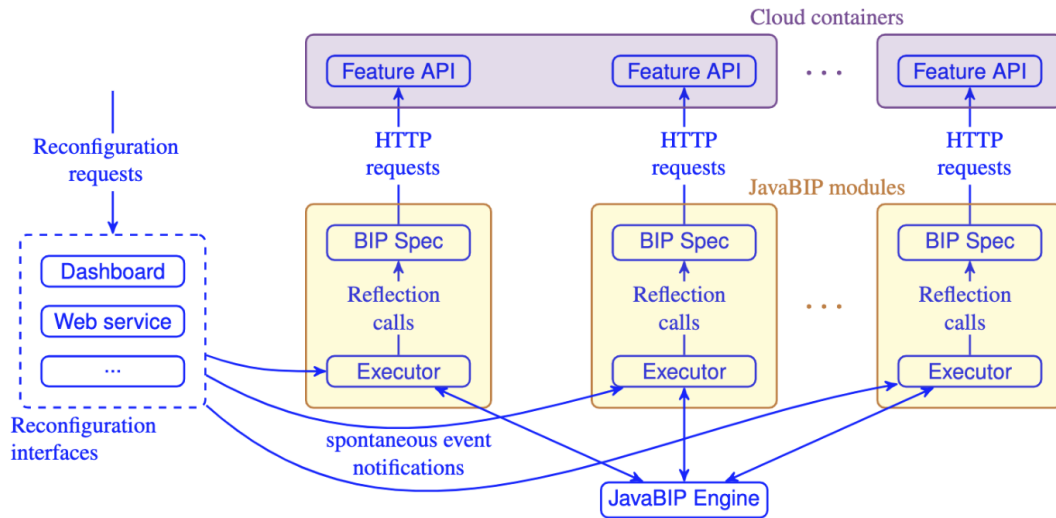 Cloud containers
Feature API
Feature API
. . .
Feature API
Reconfiguration
requests
HTTP
requests
HTTP
requests
HTTP
requests
JavaBIP modules
BIP Spec
BIP Spec
BIP Spec
Dashboard
Web service
...
Reflection
calls
Reflection
calls
. . .
Reflection
calls
Executor
Executor
Executor
Reconfiguration
interfaces
spontaneous event
notifications
JavaBIP Engine